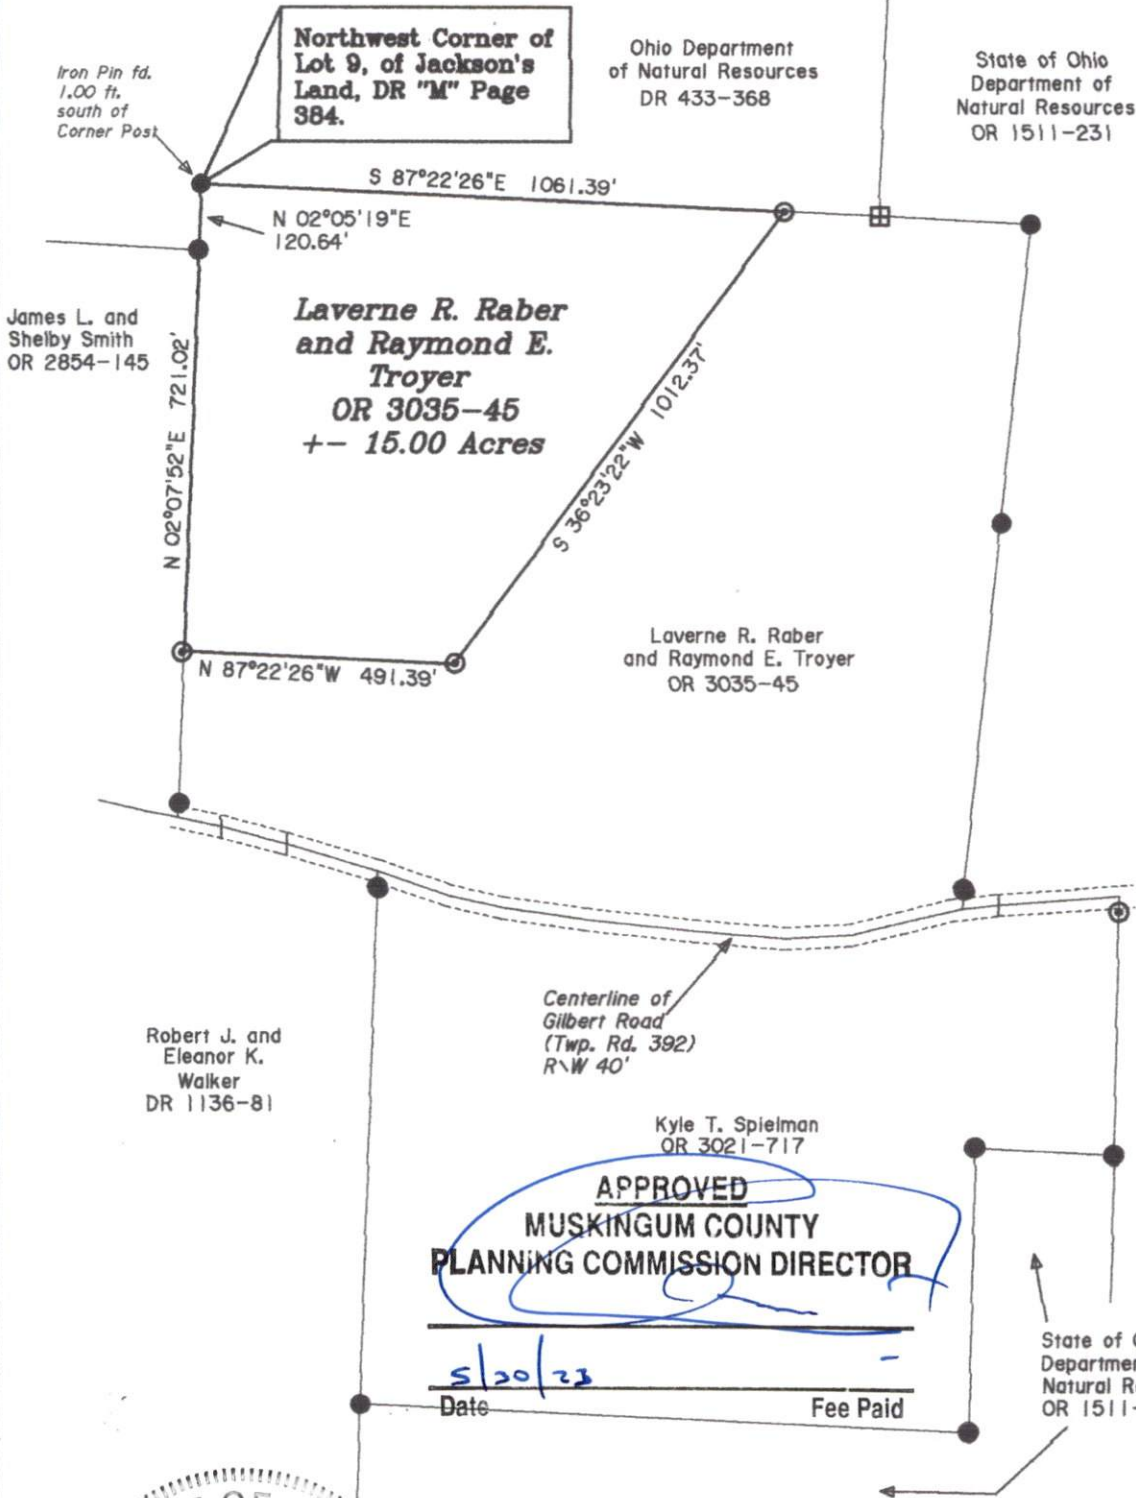 Northwest Corner of
Lot 9, of Jackson's
Land, DR "M" Page
384.
Iron Pin fd.
1.00 ft.
south of
Corner Post
Ohio Department
of Natural Resources
DR 433-368
State of Ohio
Department of
Natural Resources
OR 1511-231
S 87°22'26"E 1061.39'
N 02°05'19"E
120.64'
James L. and
Shelby Smith
OR 2854-145
Laverne R. Raber
and Raymond E.
Troyer
OR 3035-45
+- 15.00 Acres
N 02°07'52"E 721.02'
S 36°23'22"W 1012.37'
N 87°22'26"W 491.39'
Laverne R. Raber
and Raymond E. Troyer
OR 3035-45
Centerline of
Gilbert Road
(Twp. Rd. 392)
R\W 40'
Robert J. and
Eleanor K.
Walker
DR 1136-81
Kyle T. Spielman
OR 3021-717
APPROVED
MUSKINGUM COUNTY
PLANNING COMMISSION DIRECTOR
5/30/23 -
Date Fee Paid
State of
Departmen
Natural R
OR 1511-
OF